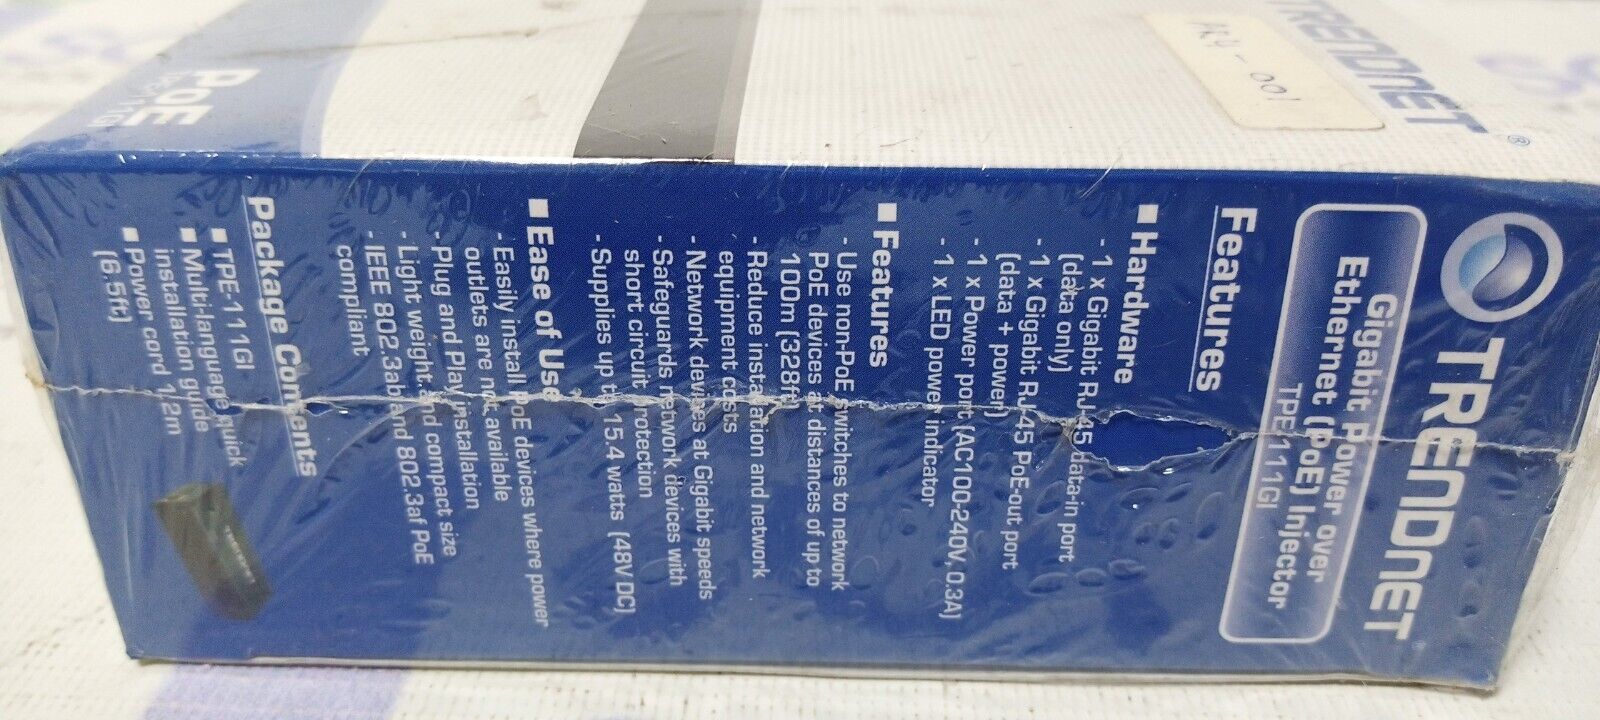 TRENDNET®
ARY-001
PoE
TRENDNET
Gigabit Power over
Ethernet (PoE) Injector
TPE111GI
Features
■ Hardware
- 1 x Gigabit RJ-45 data-in port
(data only)
- 1 x Gigabit RJ-45 PoE-out port
(data + power)
- 1 x Power port (AC100-240V, 0.3A)
- 1 x LED power indicator
■ Features
- Use non-PoE switches to network
PoE devices at distances of up to
100m (328ft)
- Reduce installation and network
equipment costs
- Network devices at Gigabit speeds
- Safeguards network devices with
short circuit protection
- Supplies up to 15.4 watts (48V DC)
■ Ease of Use
- Easily install PoE devices where power
outlets are not available
- Plug and Play installation
- Light weight and compact size
- IEEE 802.3ab and 802.3af PoE
compliant
Package Contents
■ TPE-111GI
■ Multi-language quick
installation guide
■ Power cord 1.2m
(6.5ft)